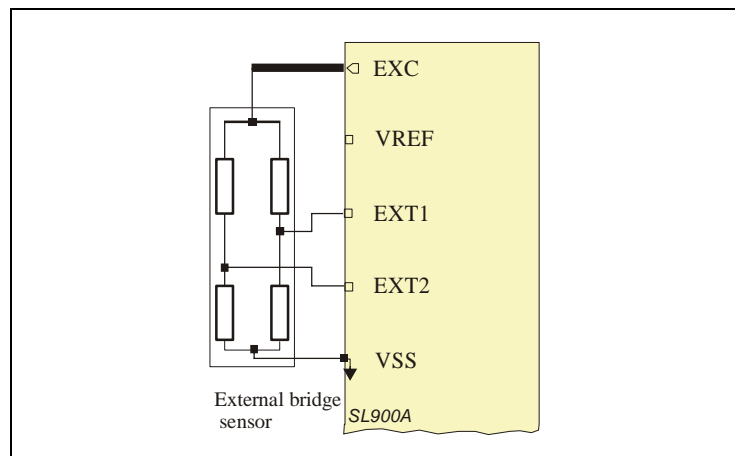 EXC
VREF
EXT1
EXT2
VSS
External bridge
sensor
SL900A